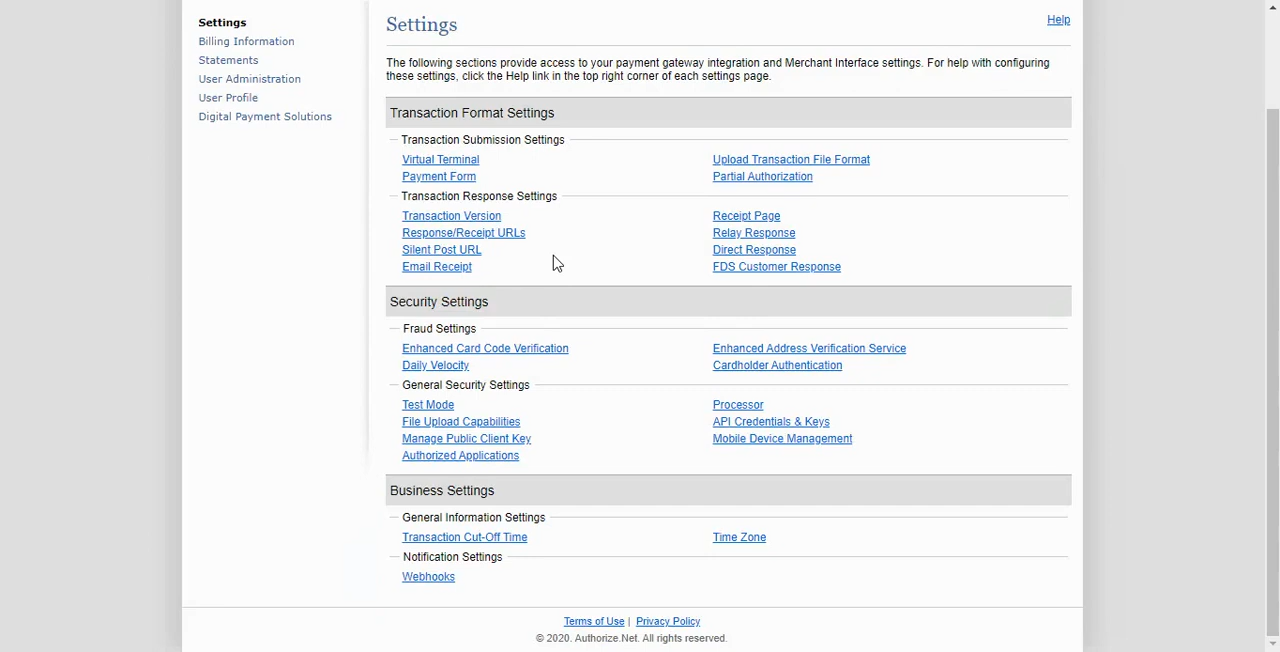 Settings
Billing Information
Statements
User Administration
User Profile
Digital Payment Solutions
Settings
Help
The following sections provide access to your payment gateway integration and Merchant Interface settings. For help with configuring
these settings, click the Help link in the top right corner of each settings page.
Transaction Format Settings
Transaction Submission Settings
Virtual Terminal
Upload Transaction File Format
Payment Form
Partial Authorization
Transaction Response Settings
Transaction Version
Receipt Page
Response/Receipt URLs
Relay Response
Silent Post URL
Direct Response
Email Receipt
FDS Customer Response
Security Settings
Fraud Settings
Enhanced Card Code Verification
Enhanced Address Verification Service
Daily Velocity
Cardholder Authentication
General Security Settings
Test Mode
Processor
File Upload Capabilities
API Credentials & Keys
Manage Public Client Key
Mobile Device Management
Authorized Applications
Business Settings
General Information Settings
Transaction Cut-Off Time
Time Zone
Notification Settings
Webhooks
Terms of Use | Privacy Policy
© 2020. Authorize.Net. All rights reserved.